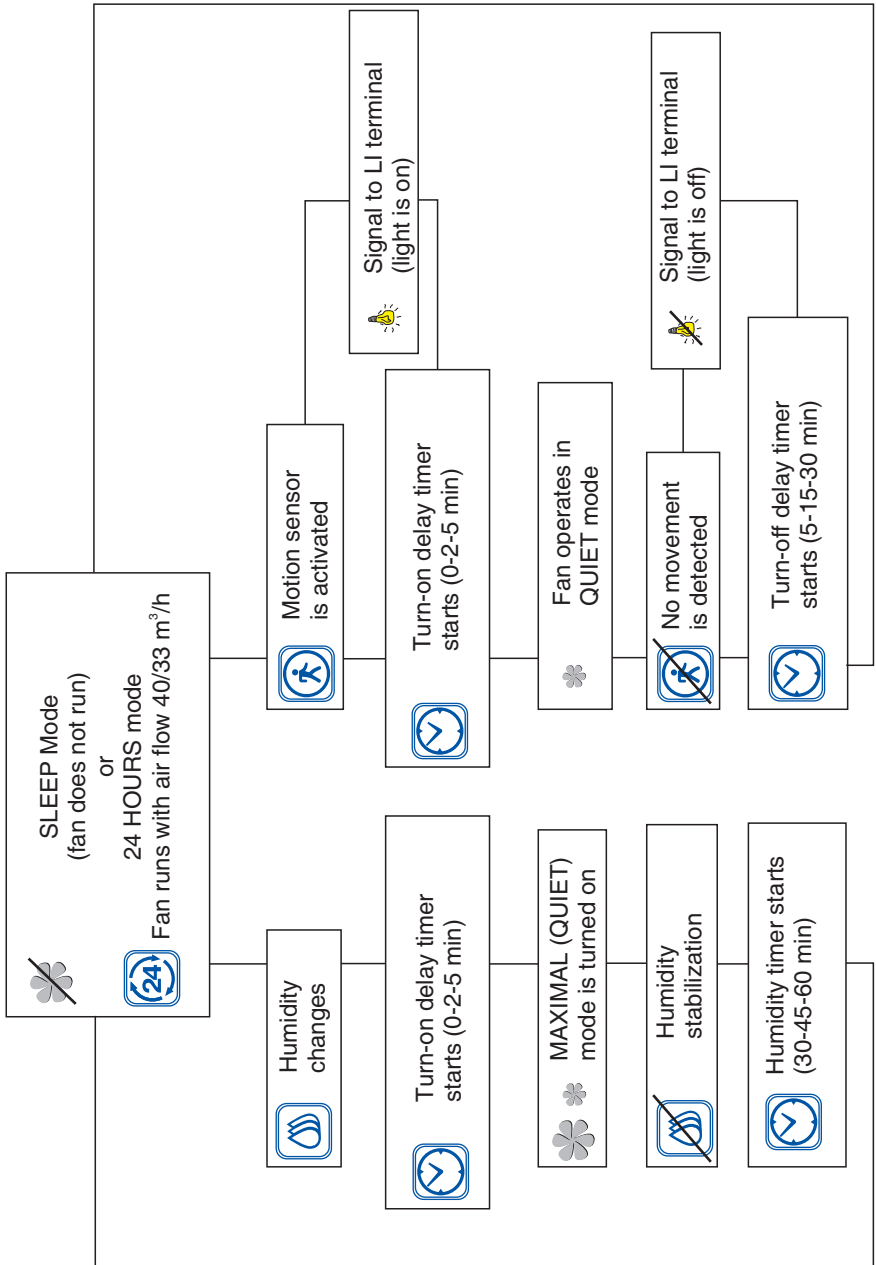 SLEEP Mode
(fan does not run)
or
24 HOURS mode
24
Fan runs with air flow 40/33 m³/h
Humidity
changes
Turn-on delay timer
starts (0-2-5 min)
MAXIMAL (QUIET)
mode is turned on
Humidity
stabilization
Humidity timer starts
(30-45-60 min)
Motion sensor
is activated
Signal to LI terminal
(light is on)
Turn-on delay timer
starts (0-2-5 min)
Fan operates in
QUIET mode
No movement
is detected
Signal to LI terminal
(light is off)
Turn-off delay timer
starts (5-15-30 min)